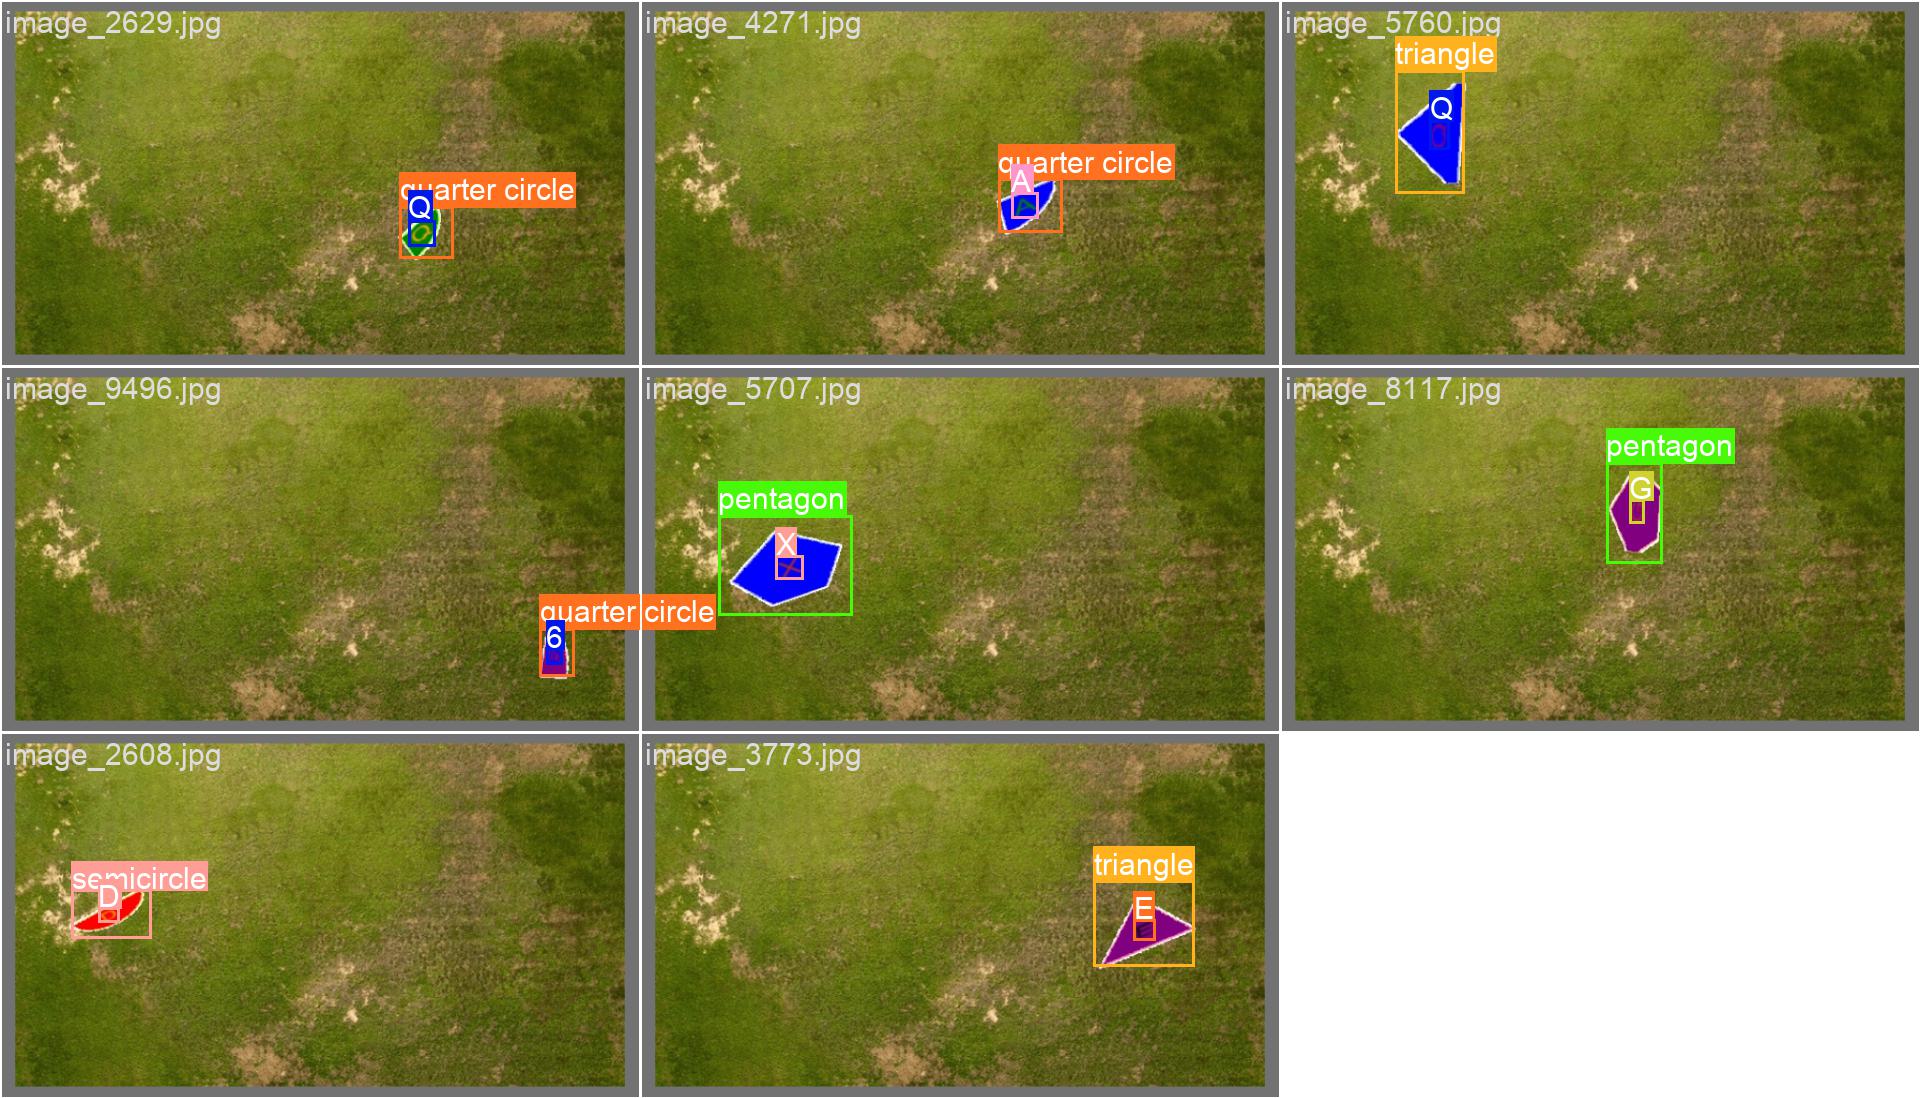 image_2629.jpg
quarter circle
Q
image_4271.jpg
quarter circle
A
image_5760.jpg
triangle
Q
image_9496.jpg
quarter circle
6
image_5707.jpg
pentagon
X
image_8117.jpg
pentagon
G
image_2608.jpg
semicircle
D
image_3773.jpg
triangle
E